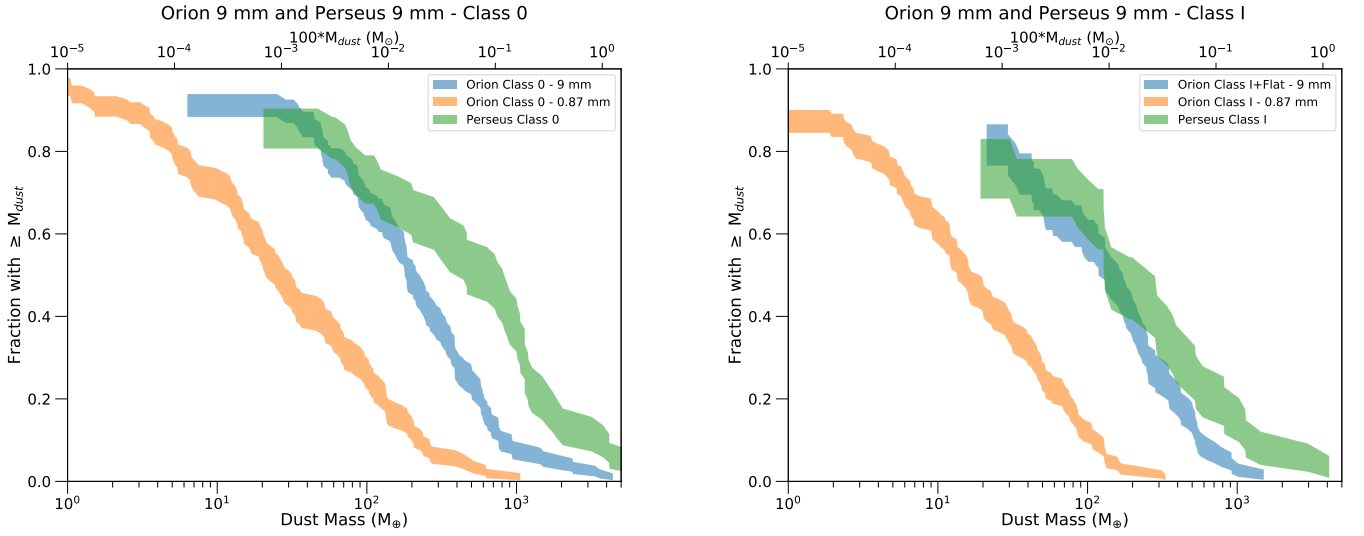 Orion 9 mm and Perseus 9 mm - Class 0
100*M_dust (M_⊙)
10^-5 10^-4 10^-3 10^-2 10^-1 10^0
Orion Class 0 - 9 mm
Orion Class 0 - 0.87 mm
Perseus Class 0
Fraction with ≥ M_dust
1.0
0.8
0.6
0.4
0.2
0.0
10^0 10^1 10^2 10^3
Dust Mass (M_⊕)
Orion 9 mm and Perseus 9 mm - Class I
100*M_dust (M_⊙)
10^-5 10^-4 10^-3 10^-2 10^-1 10^0
Orion Class I+Flat - 9 mm
Orion Class I - 0.87 mm
Perseus Class I
Fraction with ≥ M_dust
1.0
0.8
0.6
0.4
0.2
0.0
10^0 10^1 10^2 10^3
Dust Mass (M_⊕)